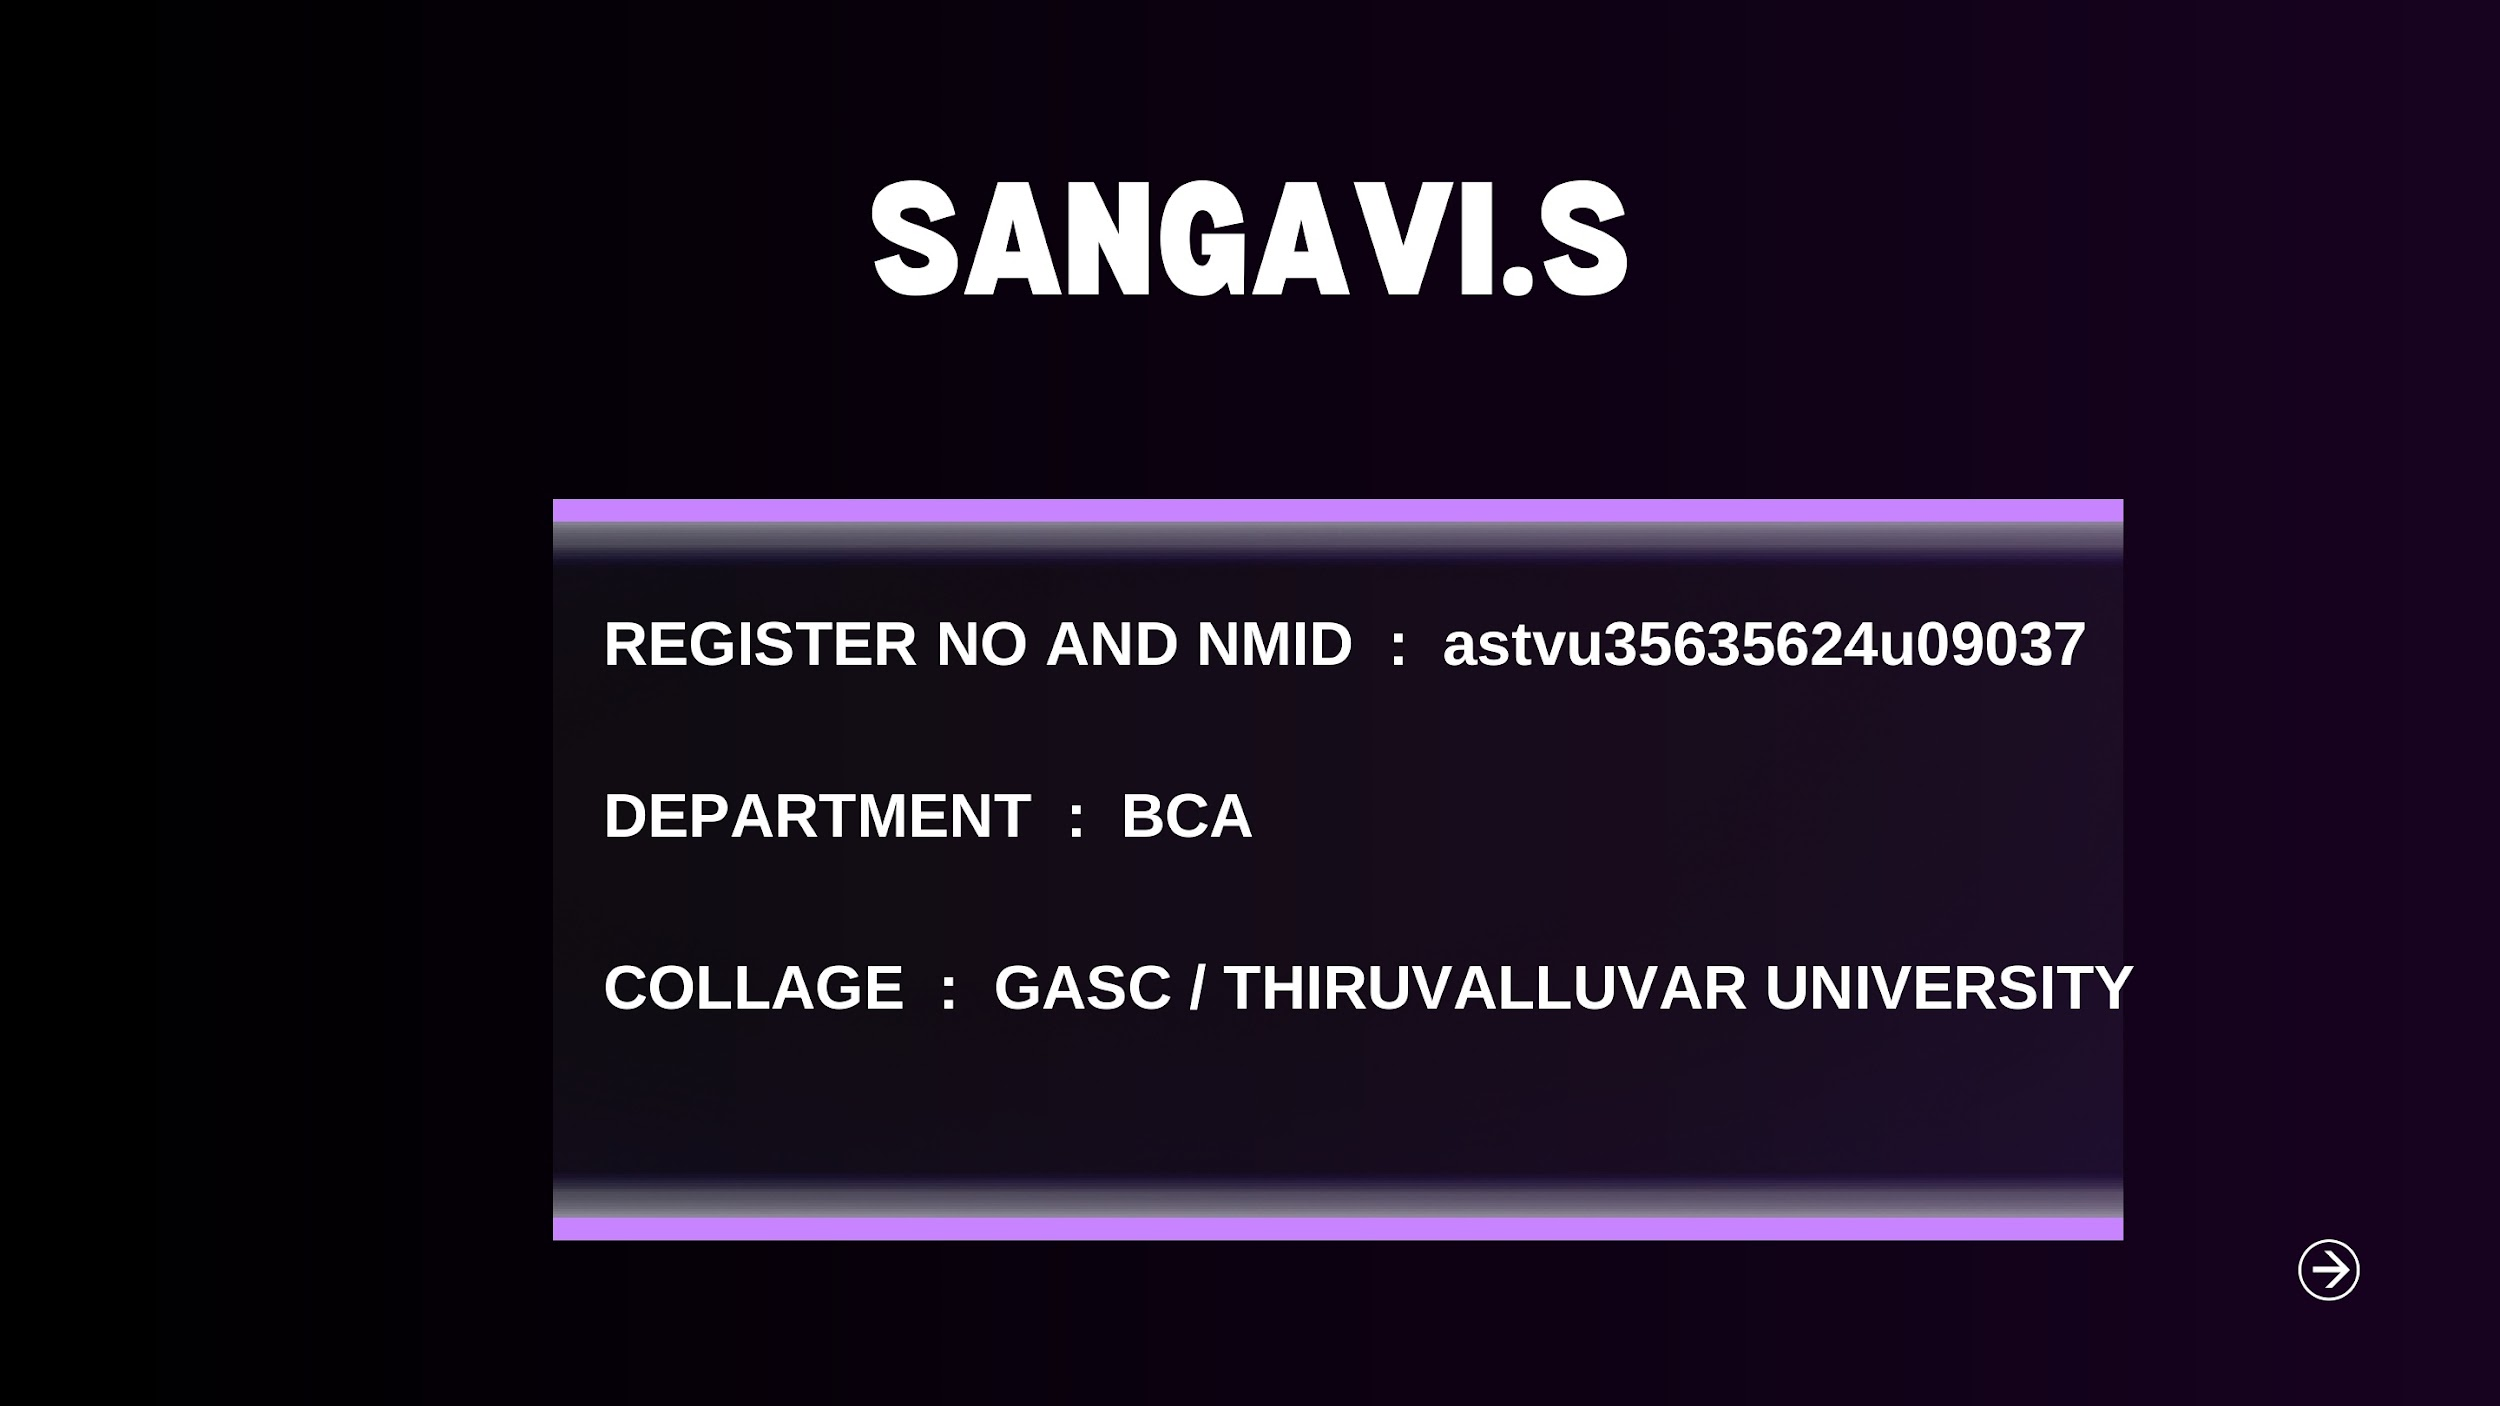 SANGAVI.S
REGISTER NO AND NMID : astvu35635624u09037
DEPARTMENT : BCA
COLLAGE : GASC / THIRUVALLUVAR UNIVERSITY